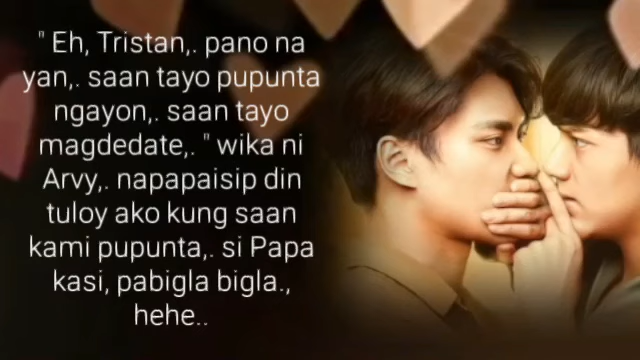 " Eh, Tristan,. pano na
yan,. saan tayo pupunta
ngayon,. saan tayo
magdedate,. " wika ni
Arvy,. napapaisip din
tuloy ako kung saan
kami pupunta,. si Papa
kasi, pabigla bigla.,
hehe..